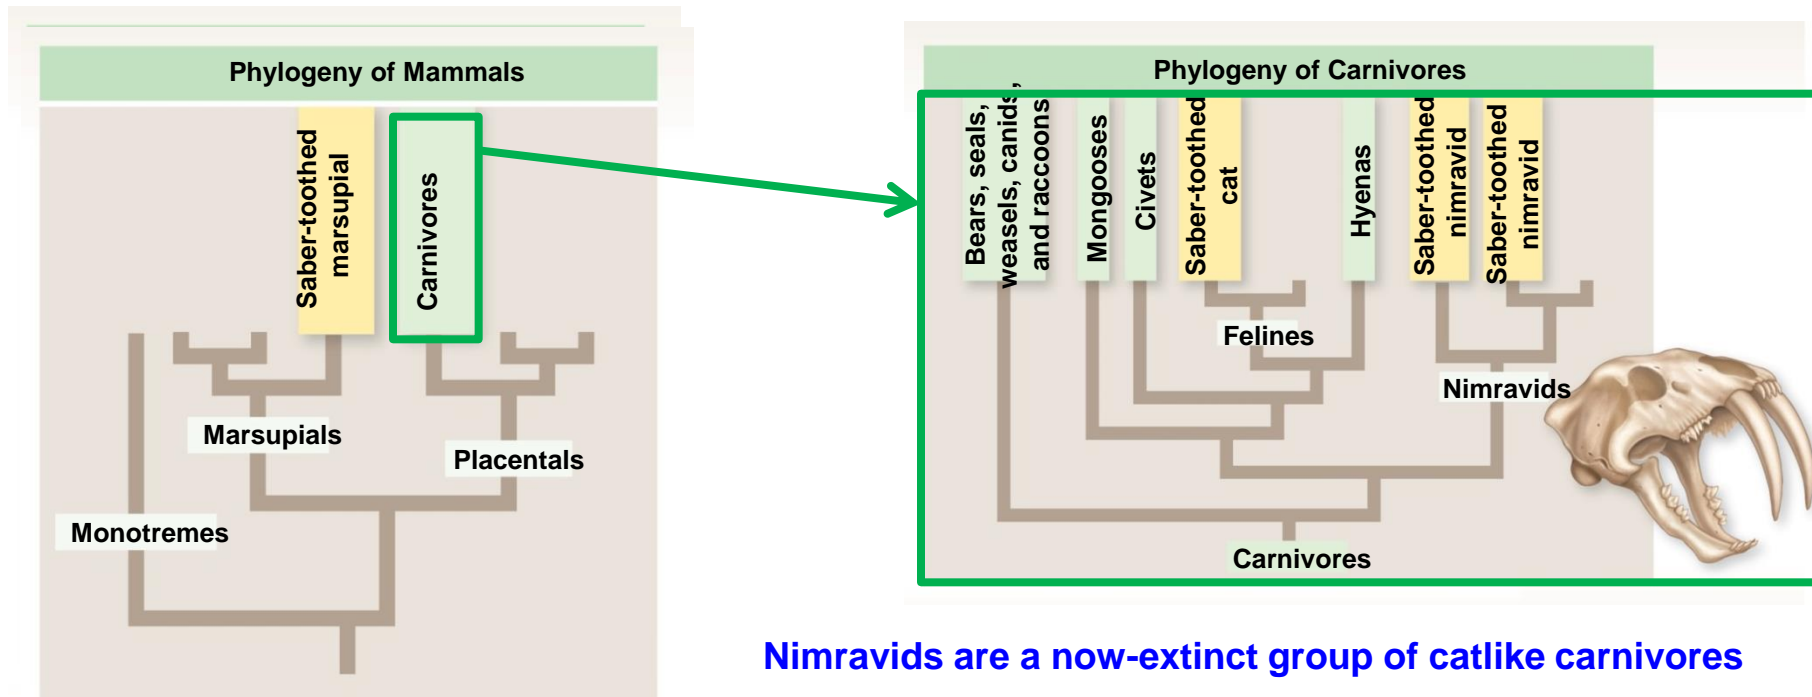 Phylogeny of Mammals
Saber-toothed
marsupial
Carnivores
Marsupials
Placentals
Monotremes
Phylogeny of Carnivores
Bears, seals,
weasels, canids,
and raccoons
Mongooses
Civets
Saber-toothed
cat
Hyenas
Saber-toothed
nimravid
Saber-toothed
nimravid
Felines
Nimravids
Carnivores
Nimravids are a now-extinct group of catlike carnivores